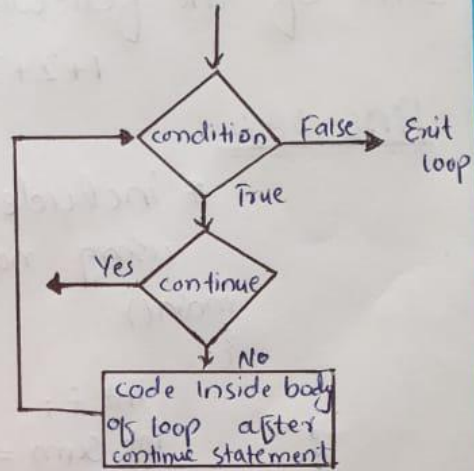 condition
False
Exit
loop
True
continue
Yes
No
code Inside body
of loop after
continue statement